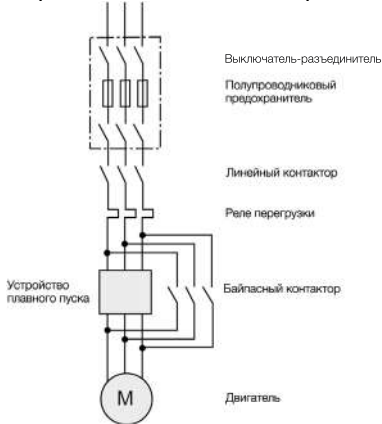 Выключатель-разъединитель
Полупроводниковый
предохранитель
Линейный контактор
Реле перегрузки
Устройство
плавного пуска
Байпасный контактор
M
Двигатель